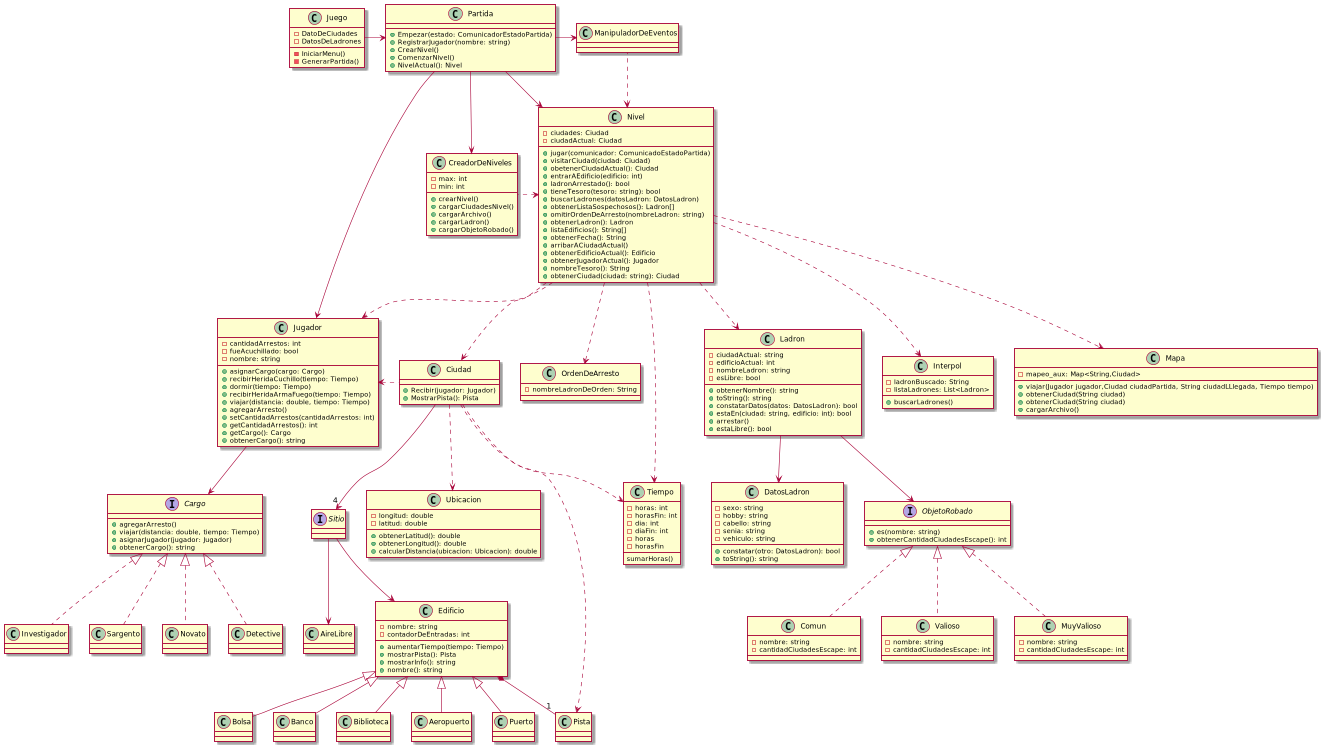 Juego
DatoDeCiudades
DatosDeLadrones
IniciarMenu()
GenerarPartida()
Partida
Empezar(estado: ComunicadorEstadoPartida)
RegistrarJugador(nombre: string)
CrearNivel()
ComenzarNivel()
NivelActual(): Nivel
ManipuladorDeEventos
Nivel
ciudades: Ciudad
ciudadActual: Ciudad
jugar(comunicador: ComunicadoEstadoPartida)
visitarCiudad(ciudad: Ciudad)
obetenerCiudadActual(): Ciudad
entrarAEdificio(edificio: int)
ladronArrestado(): bool
tieneTesoro(tesoro: string): bool
buscarLadrones(datosLadron: DatosLadron)
obtenerListaSospechosos(): Ladron[]
omitirOrdenDeArresto(nombreLadron: string)
obtenerLadron(): Ladron
listaEdificios(): String[]
obtenerFecha(): String
arribarACiudadActual()
obtenerEdificioActual(): Edificio
obtenerJugadorActual(): Jugador
nombreTesoro(): String
obtenerCiudad(ciudad: string): Ciudad
CreadorDeNiveles
max: int
min: int
crearNivel()
cargarCiudadesNivel()
cargarArchivo()
cargarLadron()
cargarObjetoRobado()
Jugador
cantidadArrestos: int
fueAcuchillado: bool
nombre: string
asignarCargo(cargo: Cargo)
recibirHeridaCuchillo(tiempo: Tiempo)
dormir(tiempo: Tiempo)
recibirHeridaArmaFuego(tiempo: Tiempo)
viajar(distancia: double, tiempo: Tiempo)
agregarArresto()
setCantidadArrestos(cantidadArrestos: int)
getCantidadArrestos(): int
getCargo(): Cargo
obtenerCargo(): string
Ciudad
Recibir(jugador: Jugador)
MostrarPista(): Pista
OrdenDeArresto
nombreLadronDeOrden: String
Ladron
ciudadActual: string
edificioActual: int
nombreLadron: string
esLibre: bool
obtenerNombre(): string
toString(): string
constatarDatos(datos: DatosLadron): bool
estaEn(ciudad: string, edificio: int): bool
arrestar()
estaLibre(): bool
Interpol
ladronBuscado: String
listaLadrones: List<Ladron>
buscarLadrones()
Mapa
mapeo_aux: Map<String,Ciudad>
viajar(Jugador jugador,Ciudad ciudadPartida, String ciudadLLegada, Tiempo tiempo)
obtenerCiudad(String ciudad)
obtenerCiudad(String ciudad)
cargarArchivo()
Cargo
agregarArresto()
viajar(distancia: double, tiempo: Tiempo)
asignarJugador(jugador: Jugador)
obtenerCargo(): string
4
Sitio
Ubicacion
longitud: double
latitud: double
obtenerLatitud(): double
obtenerLongitud(): double
calcularDistancia(ubicacion: Ubicacion): double
Tiempo
horas: int
horasFin: int
dia: int
diaFin: int
horas
horasFin
sumarHoras()
DatosLadron
sexo: string
hobby: string
cabello: string
senia: string
vehiculo: string
constatar(otro: DatosLadron): bool
toString(): string
ObjetoRobado
es(nombre: string)
obtenerCantidadCiudadesEscape(): int
Investigador
Sargento
Novato
Detective
AireLibre
Edificio
nombre: string
contadorDeEntradas: int
aumentarTiempo(tiempo: Tiempo)
mostrarPista(): Pista
mostrarInfo(): string
nombre(): string
Comun
nombre: string
cantidadCiudadesEscape: int
Valioso
nombre: string
cantidadCiudadesEscape: int
MuyValioso
nombre: string
cantidadCiudadesEscape: int
1
Bolsa
Banco
Biblioteca
Aeropuerto
Puerto
Pista